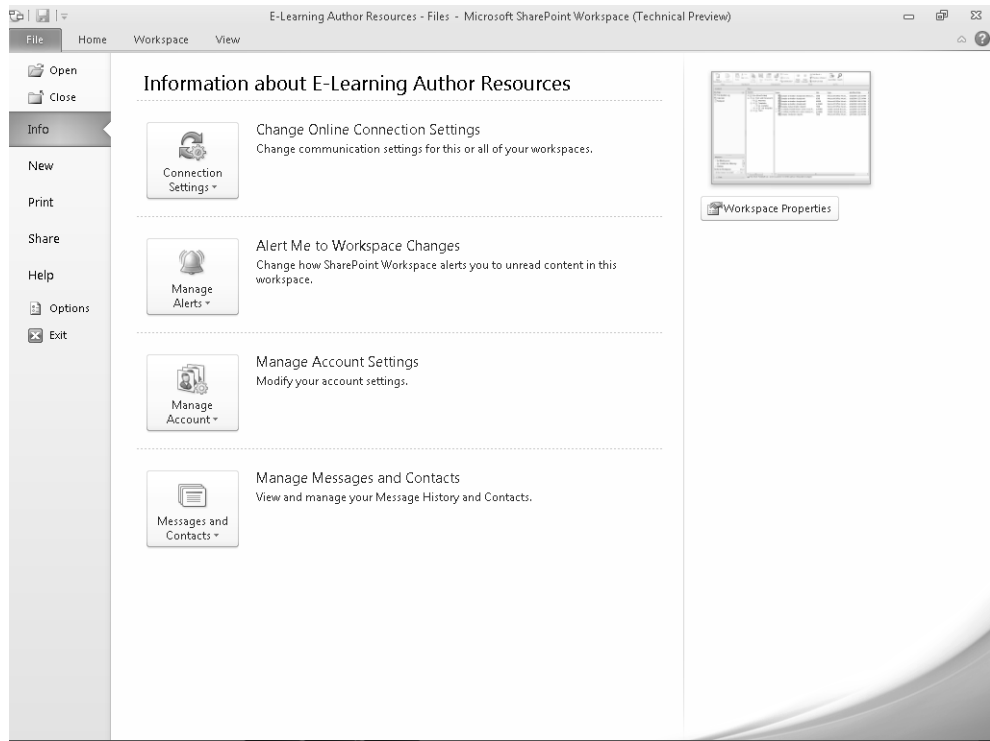 E-Learning Author Resources - Files - Microsoft SharePoint Workspace (Technical Preview)
File Home Workspace View
Open
Close
Info
New
Print
Share
Help
Options
Exit
Information about E-Learning Author Resources
Connection
Settings
Change Online Connection Settings
Change communication settings for this or all of your workspaces.
Manage
Alerts
Alert Me to Workspace Changes
Change how SharePoint Workspace alerts you to unread content in this
workspace.
Manage
Account
Manage Account Settings
Modify your account settings.
Messages and
Contacts
Manage Messages and Contacts
View and manage your Message History and Contacts.
Workspace Properties